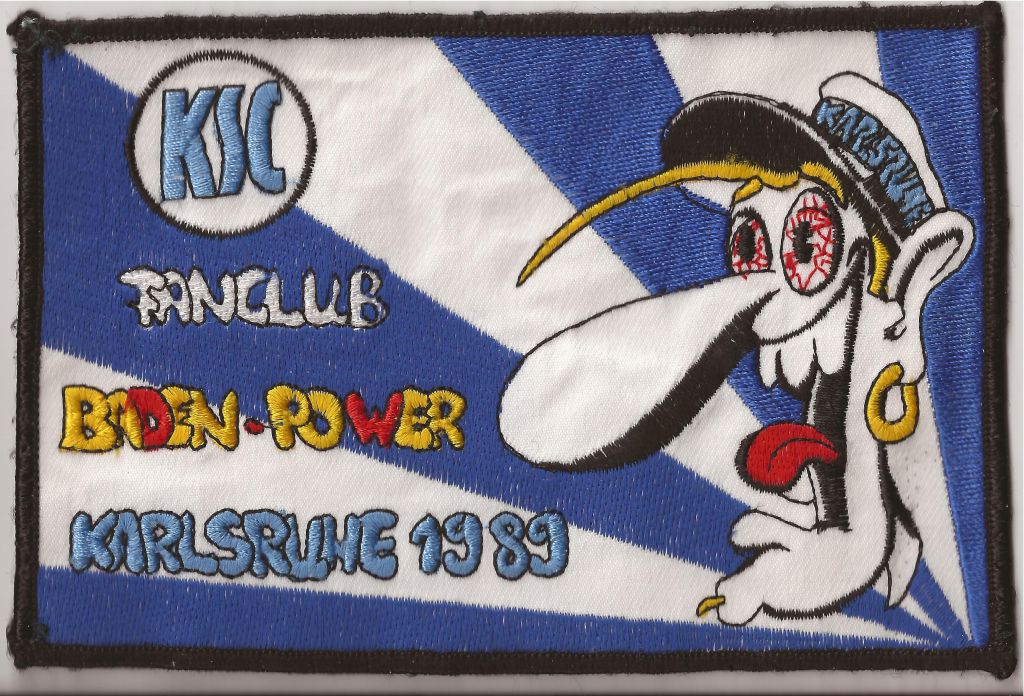 KSC
KARLSRUHE
FANCLUB
BADEN-POWER
KARLSRUHE 1989